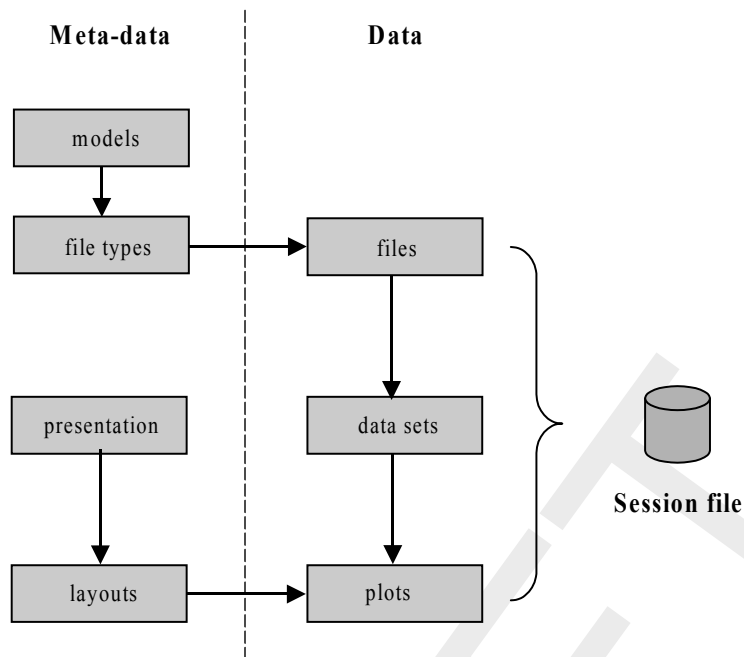 Meta-data
Data
models
file types
files
presentation
data sets
Session file
layouts
plots